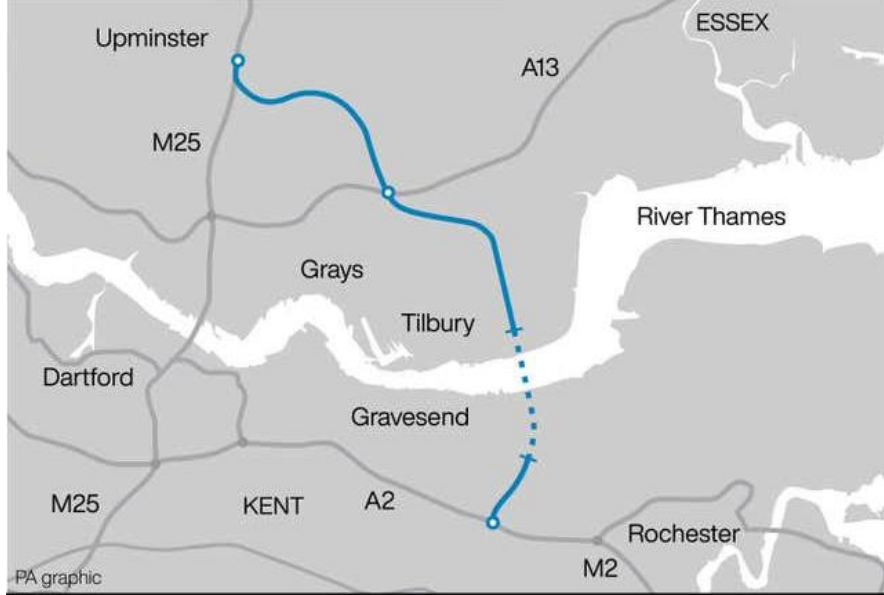 ESSEX
Upminster
A13
M25
River Thames
Grays
Tilbury
Dartford
Gravesend
M25
KENT
A2
Rochester
M2
PA graphic